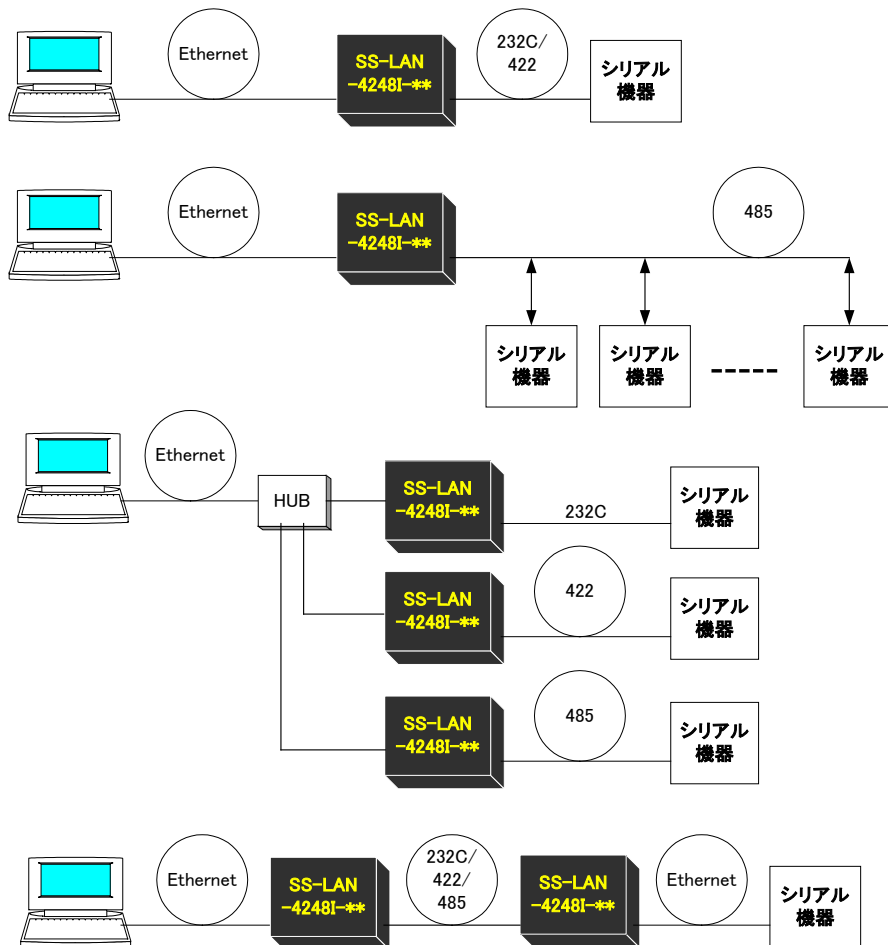 Ethernet
SS-LAN
-4248I-**
232C/
422
シリアル
機器
Ethernet
SS-LAN
-4248I-**
485
シリアル
機器
シリアル
機器
-----
シリアル
機器
Ethernet
HUB
SS-LAN
-4248I-**
232C
シリアル
機器
SS-LAN
-4248I-**
422
シリアル
機器
SS-LAN
-4248I-**
485
シリアル
機器
Ethernet
SS-LAN
-4248I-**
232C/
422/
485
SS-LAN
-4248I-**
Ethernet
シリアル
機器